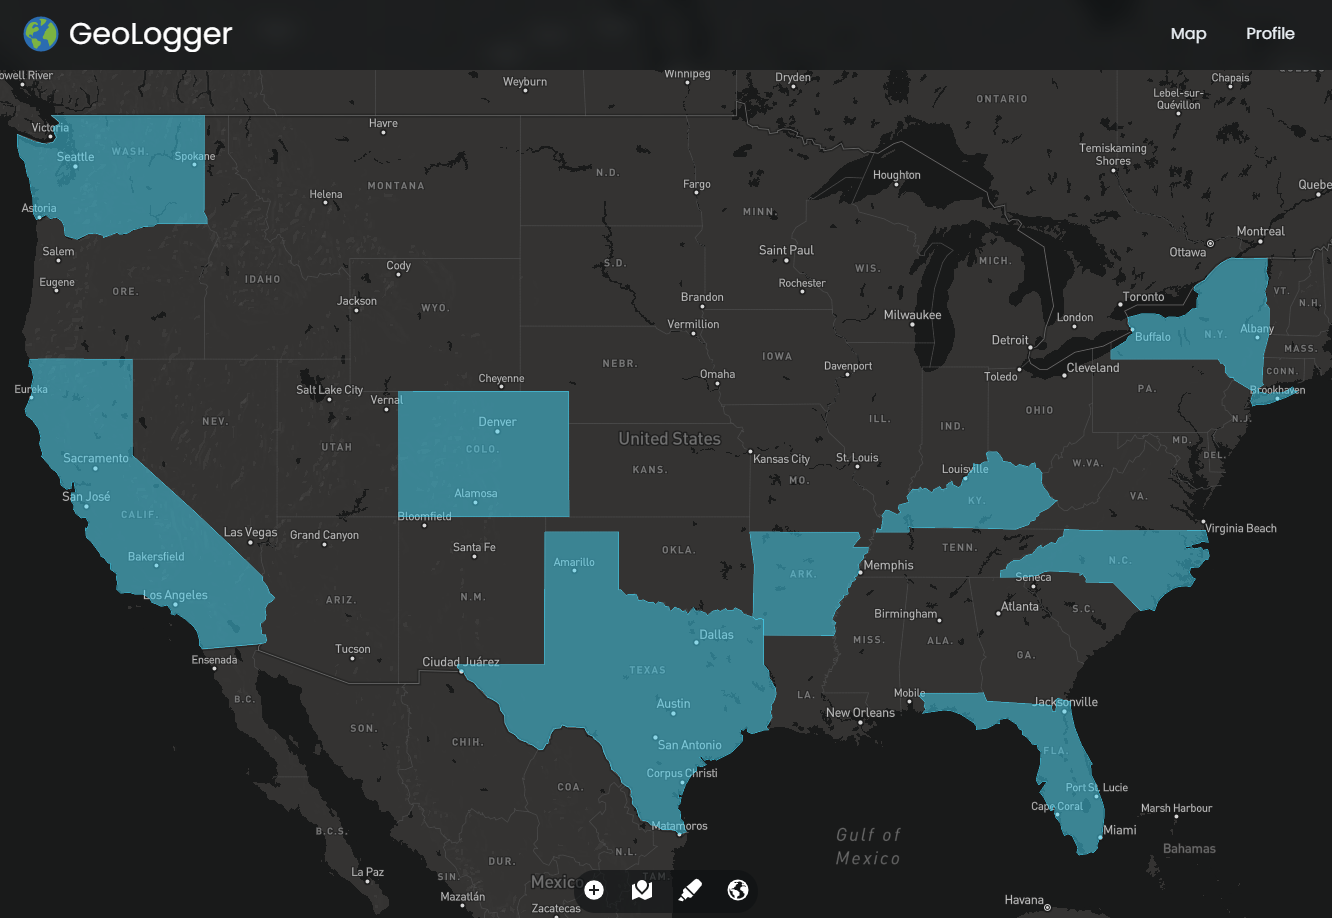 GeoLogger
Map
Profile
owell River
Weyburn
Winnipeg
Dryden
Chapais
ONTARIO
Lebel-sur-
Quévillon
Victoria
Havre
Seattle
WASH.
Spokane
Temiskaming
Shores
MONTANA
N.D.
Fargo
Houghton
Quebe
Helena
Astoria
MINN.
Salem
Saint Paul
Montreal
Ottawa
Cody
S.D.
WIS.
MICH.
Eugene
ORE.
IDAHO
Rochester
VT.
Jackson
WYO.
Brandon
Toronto
N.H.
Vermillion
Milwaukee
London
Buffalo
N.Y.
Albany
Detroit
MASS.
NEBR.
IOWA
Davenport
Cleveland
CONN.
Eureka
Salt Lake City
Vernal
Cheyenne
Omaha
Toledo
PA.
Brookhaven
NEV.
Denver
ILL.
IND.
OHIO
N.J.
UTAH
COLO.
United States
MD.
Sacramento
KANS.
Kansas City
St. Louis
DEL.
San José
Alamosa
MO.
Louisville
W.VA.
CALIF.
Bloomfield
KY.
VA.
Las Vegas
Grand Canyon
Virginia Beach
Bakersfield
Santa Fe
OKLA.
TENN.
Amarillo
ARK.
Memphis
N.C.
Los Angeles
ARIZ.
N.M.
Seneca
Birmingham
Atlanta
S.C.
Ensenada
Tucson
Ciudad Juárez
Dallas
MISS.
ALA.
GA.
TEXAS
B.C.
Austin
LA.
Mobile
Jacksonville
SON.
CHIH.
San Antonio
New Orleans
FLA.
Corpus Christi
COA.
Port St. Lucie
Cape Coral
Marsh Harbour
B.C.S.
Matamoros
Gulf of
Mexico
Miami
Bahamas
DUR.
N.L.
La Paz
SIN.
Mexico
TAM.
Mazatlán
Zacatecas
Havana